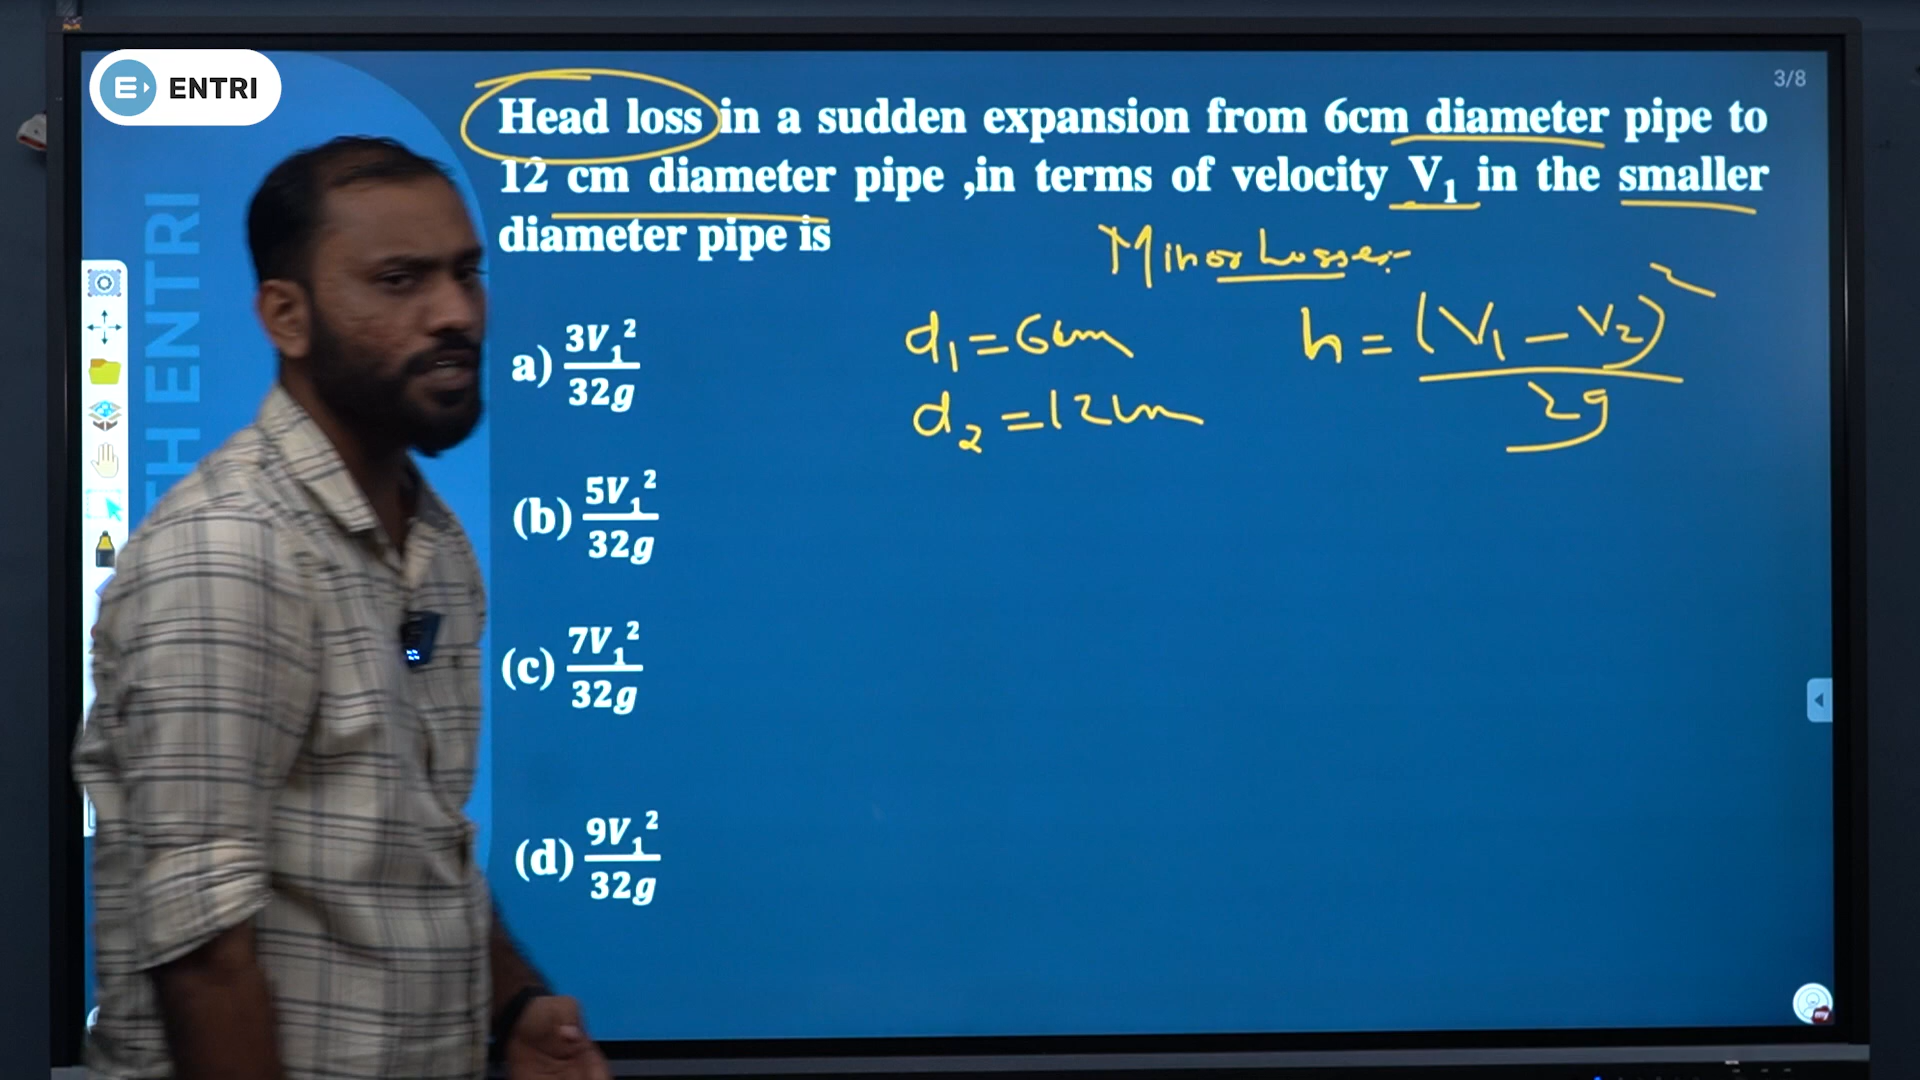 ENTRI
3/8
Head loss in a sudden expansion from 6cm diameter pipe to
12 cm diameter pipe ,in terms of velocity V₁ in the smaller
diameter pipe is
Minor Losses:-
d₁ = 6cm
d₂ = 12cm
h = (V₁ - V₂)² / 2g
a) 3V₁² / 32g
(b) 5V₁² / 32g
(c) 7V₁² / 32g
(d) 9V₁² / 32g
TH ENTRI